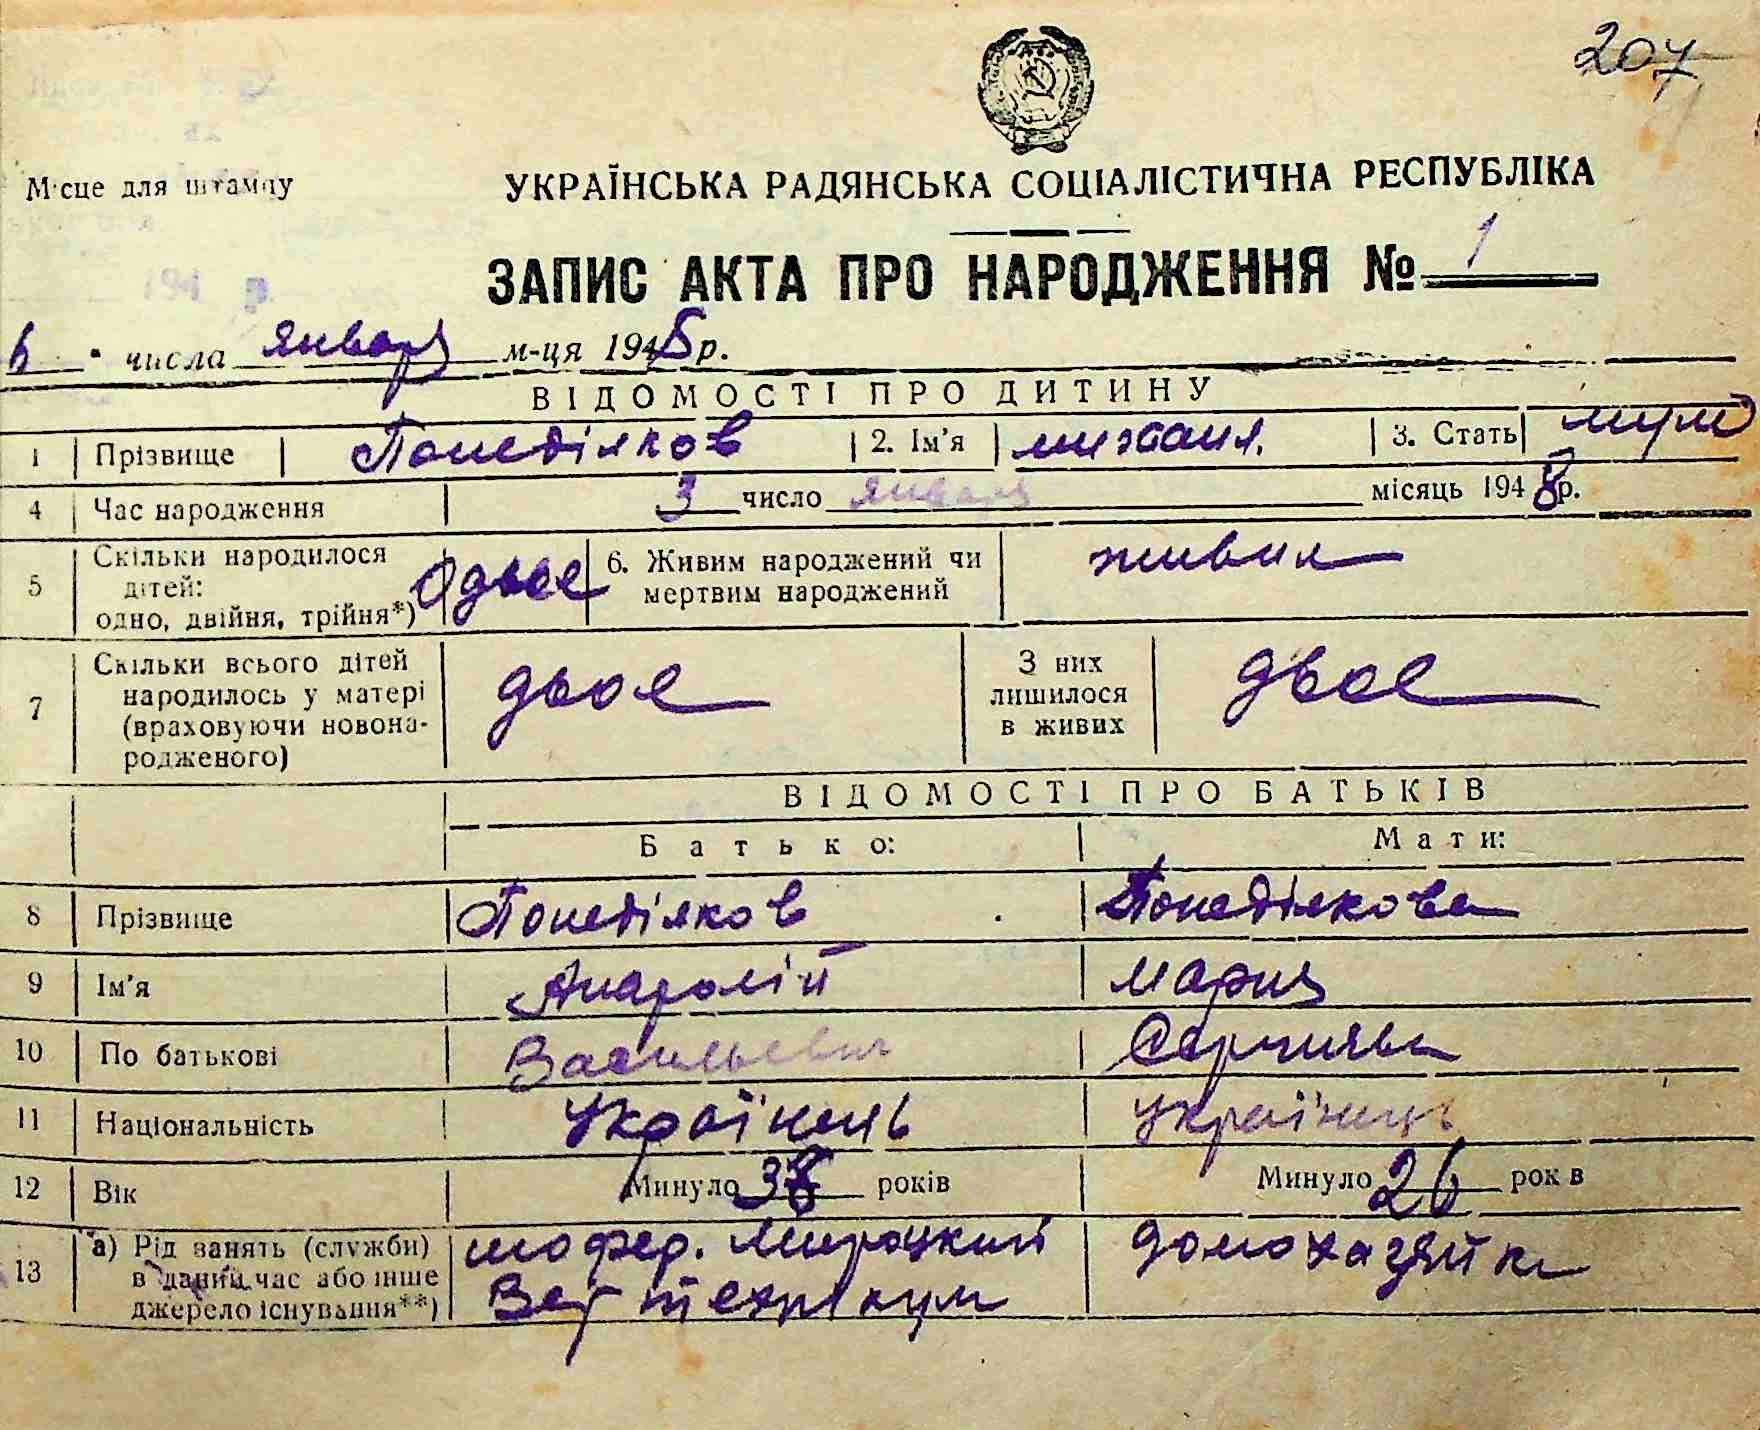 207
Місце для штампу
УКРАЇНСЬКА РАДЯНСЬКА СОЦІАЛІСТИЧНА РЕСПУБЛІКА
ЗАПИС АКТА ПРО НАРОДЖЕННЯ № 1
6 числа января м-ця 1948 р.
ВІДОМОСТІ ПРО ДИТИНУ
1 Прізвище Понеділков 2. Ім'я михаил. 3. Стать муж
4 Час народження 3 число января місяць 1948 р.
5 Скільки народилося дітей: одно, двійня, трійня*) 6. Живим народжений чи мертвим народжений
7 Скільки всього дітей народилось у матері (враховуючи новонародженого) двое З них лишилося в живих двое
ВІДОМОСТІ ПРО БАТЬКІВ
Батько: Мати:
8 Прізвище Понеділков Понеділкова
9 Ім'я Анатолій Мария
10 По батькові Васильевич
11 Національність Українець Українець
12 Вік Минуло 38 років Минуло 26 років
13 а) Рід занять (служби) в даний час або інше джерело існування**) шофер. Мироцкий Вет техникум домохазяйка